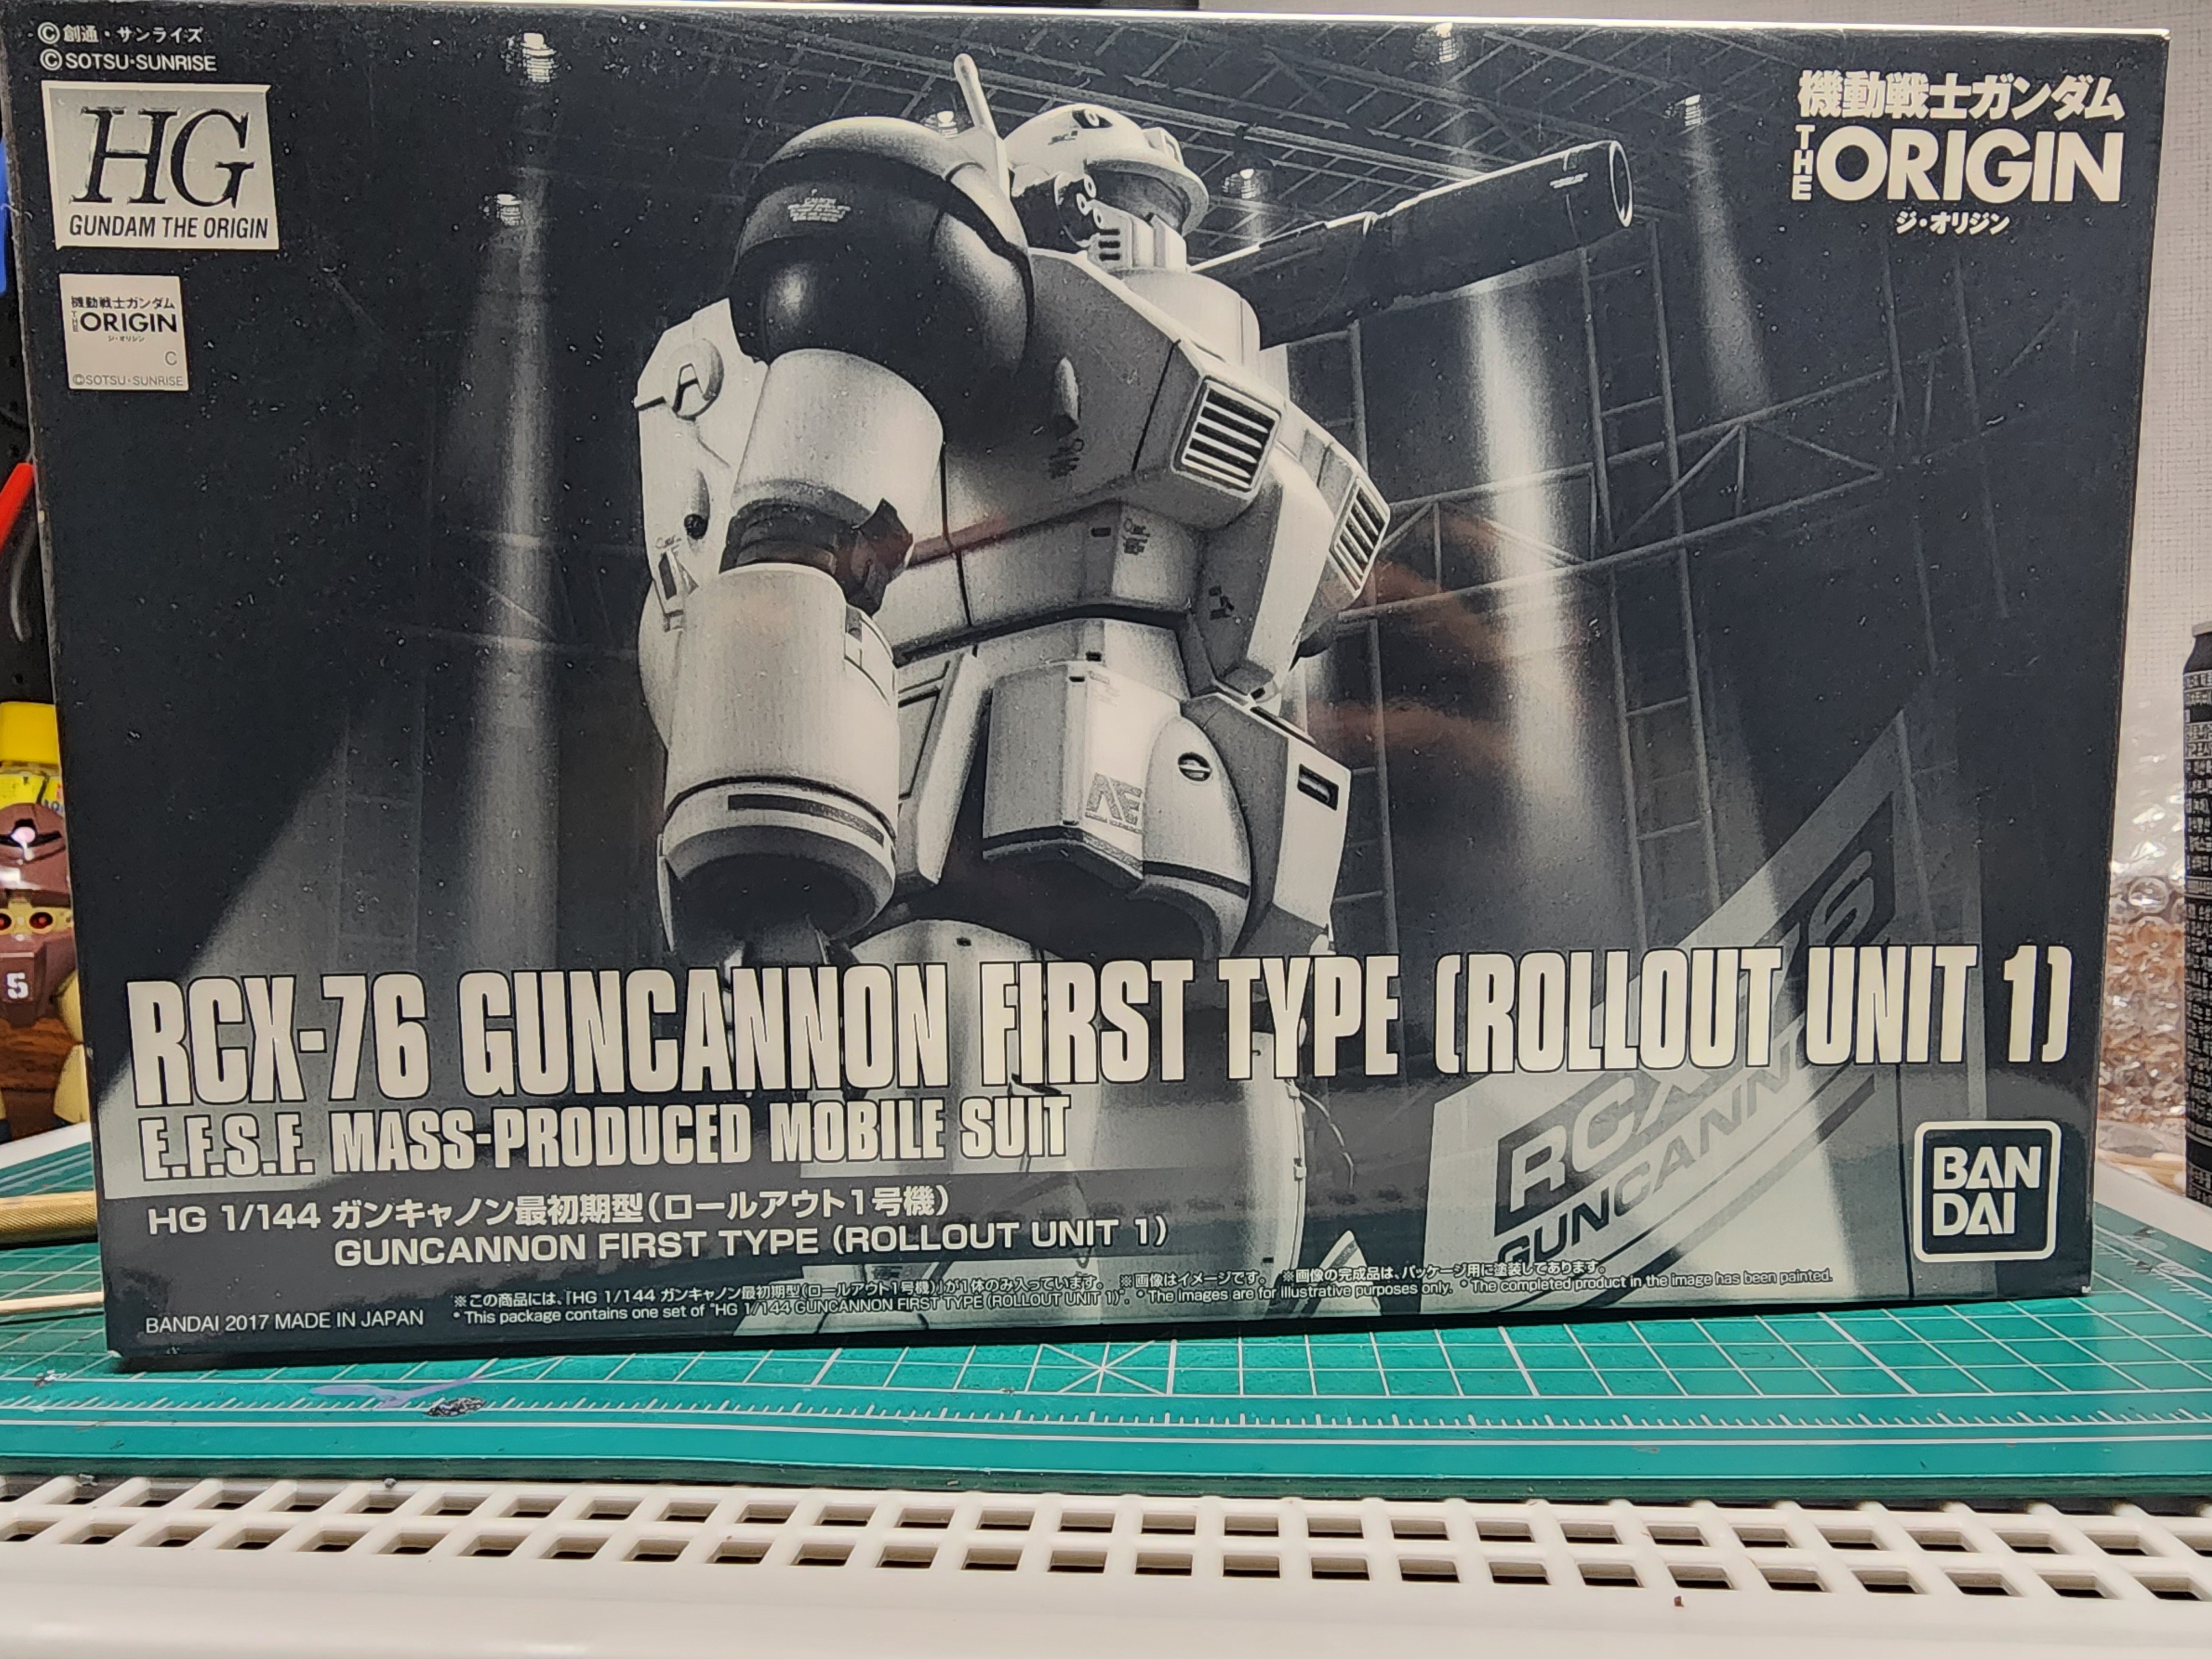 ©創通・サンライズ
©SOTSU・SUNRISE
HG
GUNDAM THE ORIGIN
機動戦士ガンダム
THE ORIGIN
ジ・オリジン
C
©SOTSU・SUNRISE
機動戦士ガンダム
THE ORIGIN
ジ・オリジン
A
AE
5
RCX-76 GUNCANNON FIRST TYPE (ROLLOUT UNIT 1)
E.F.S.F. MASS-PRODUCED MOBILE SUIT
HG 1/144 ガンキャノン最初期型(ロールアウト1号機)
GUNCANNON FIRST TYPE (ROLLOUT UNIT 1)
GUNCANNON
BAN
DAI
※この商品には、「HG 1/144 ガンキャノン最初期型(ロールアウト1号機)」が1体のみ入っています。 ※画像はイメージです。 ※画像の完成品は、パッケージ用に塗装してあります。
* This package contains one set of "HG 1/144 GUNCANNON FIRST TYPE (ROLLOUT UNIT 1)". * The images are for illustrative purposes only. * The completed product in the image has been painted.
BANDAI 2017 MADE IN JAPAN